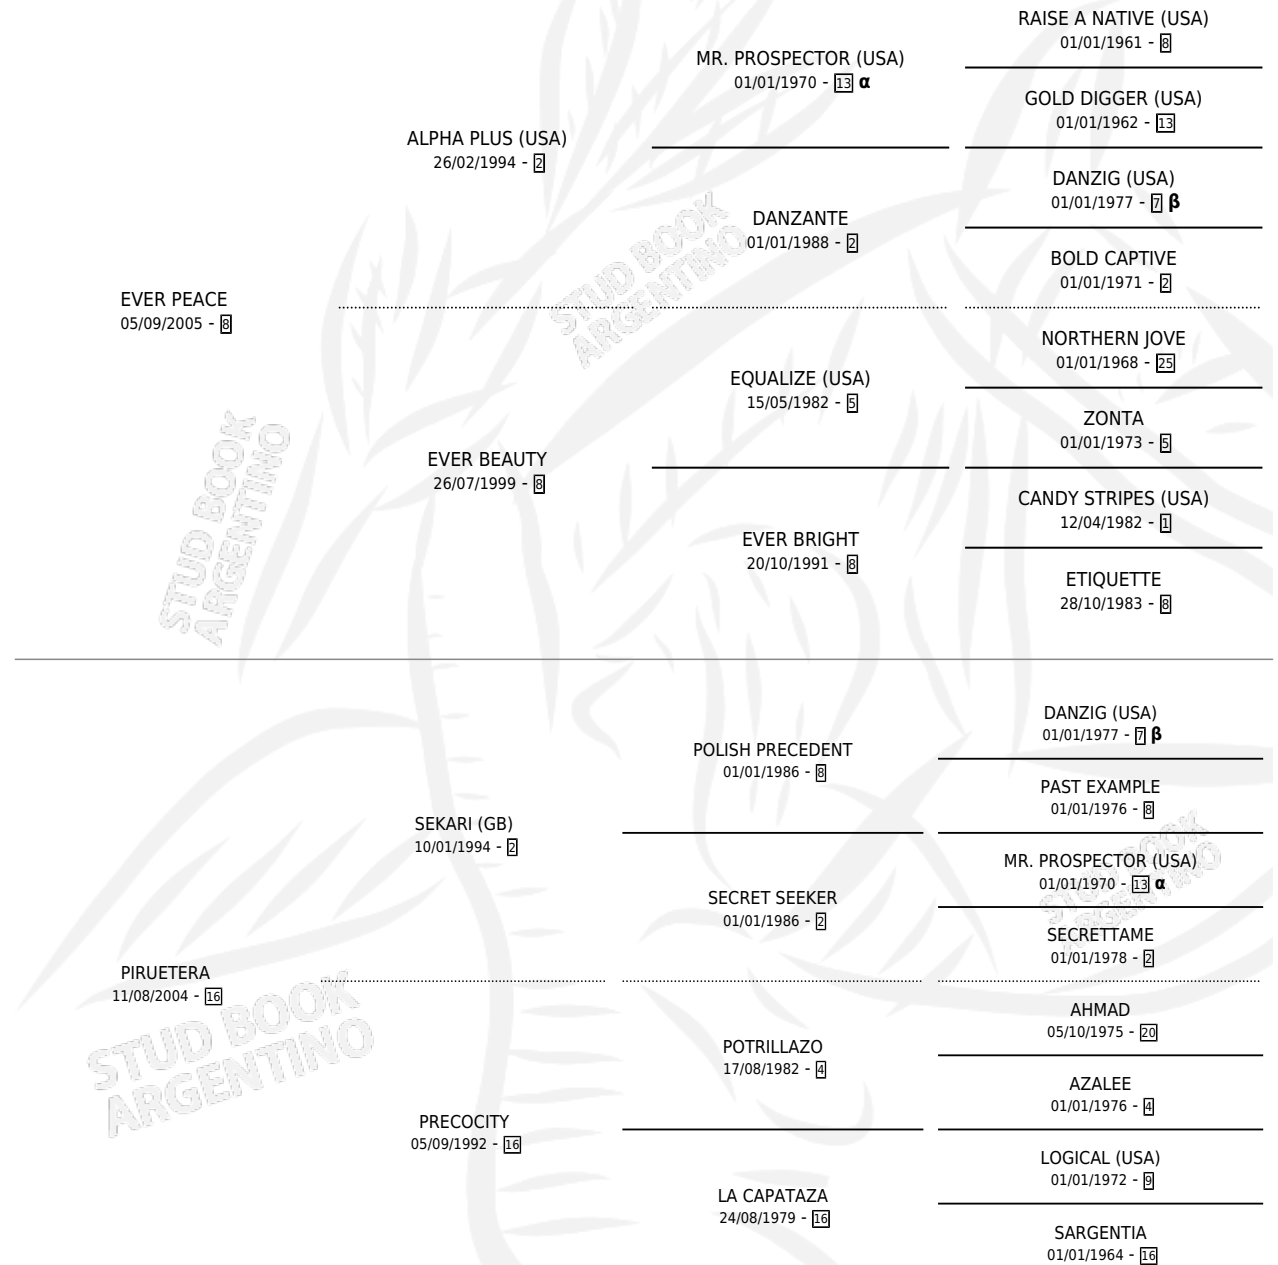 RAISE A NATIVE (USA)
01/01/1961 - 8
MR. PROSPECTOR (USA)
01/01/1970 - 13 α
GOLD DIGGER (USA)
01/01/1962 - 13
ALPHA PLUS (USA)
26/02/1994 - 2
DANZIG (USA)
01/01/1977 - 7 β
DANZANTE
01/01/1988 - 2
BOLD CAPTIVE
01/01/1971 - 2
STUD BOOK
ARGENTINO
EVER PEACE
05/09/2005 - 8
NORTHERN JOVE
01/01/1968 - 25
EQUALIZE (USA)
15/05/1982 - 5
ZONTA
01/01/1973 - 5
EVER BEAUTY
26/07/1999 - 8
CANDY STRIPES (USA)
12/04/1982 - 1
EVER BRIGHT
20/10/1991 - 8
ETIQUETTE
28/10/1983 - 8
STUD BOOK
ARGENTINO
DANZIG (USA)
01/01/1977 - 7 β
POLISH PRECEDENT
01/01/1986 - 8
PAST EXAMPLE
01/01/1976 - 8
SEKARI (GB)
10/01/1994 - 2
MR. PROSPECTOR (USA)
01/01/1970 - 13 α
SECRET SEEKER
01/01/1986 - 2
SECRETTAME
01/01/1978 - 2
STUD BOOK
ARGENTINO
PIRUETERA
11/08/2004 - 16
AHMAD
05/10/1975 - 20
POTRILLAZO
17/08/1982 - 4
AZALEE
01/01/1976 - 4
PRECOCITY
05/09/1992 - 16
LOGICAL (USA)
01/01/1972 - 9
LA CAPATAZA
24/08/1979 - 16
SARGENTIA
01/01/1964 - 16
STUD BOOK
ARGENTINO